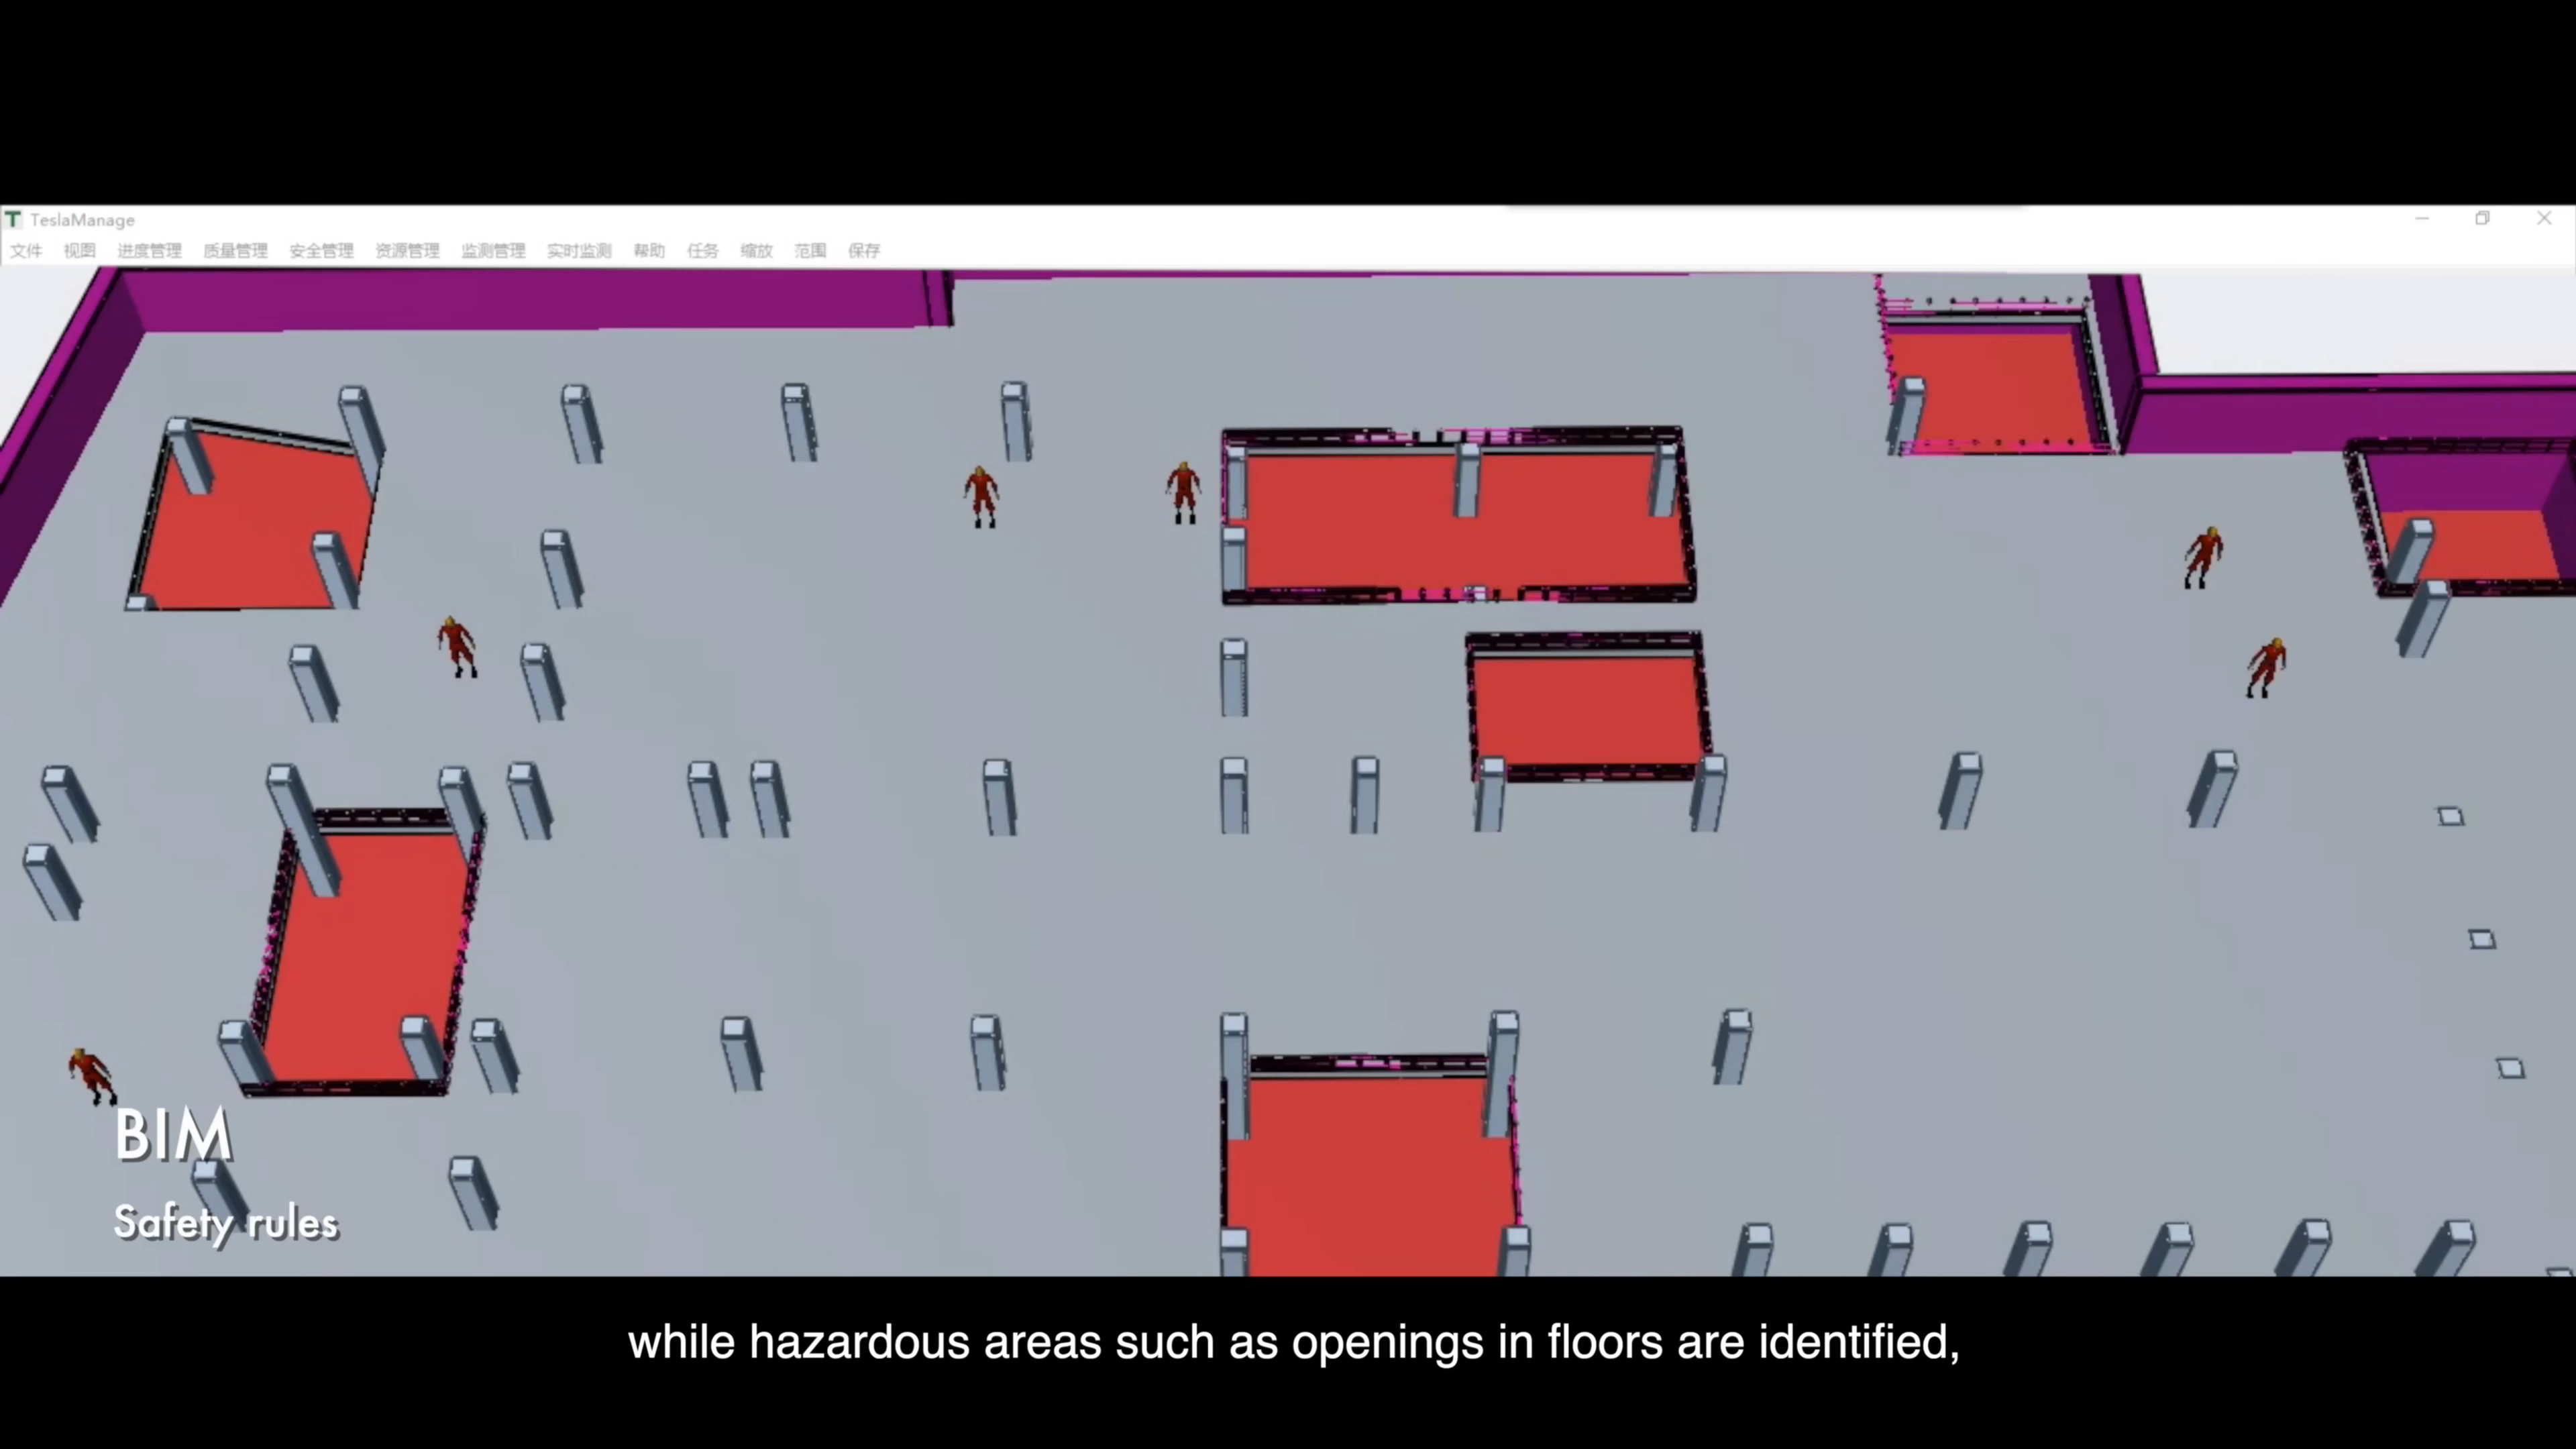 T TeslaManage
文件 视图 进度管理 质量管理 安全管理 资源管理 监测管理 实时监测 帮助 任务 缩放 范围 保存
BIM
Safety rules
while hazardous areas such as openings in floors are identified,